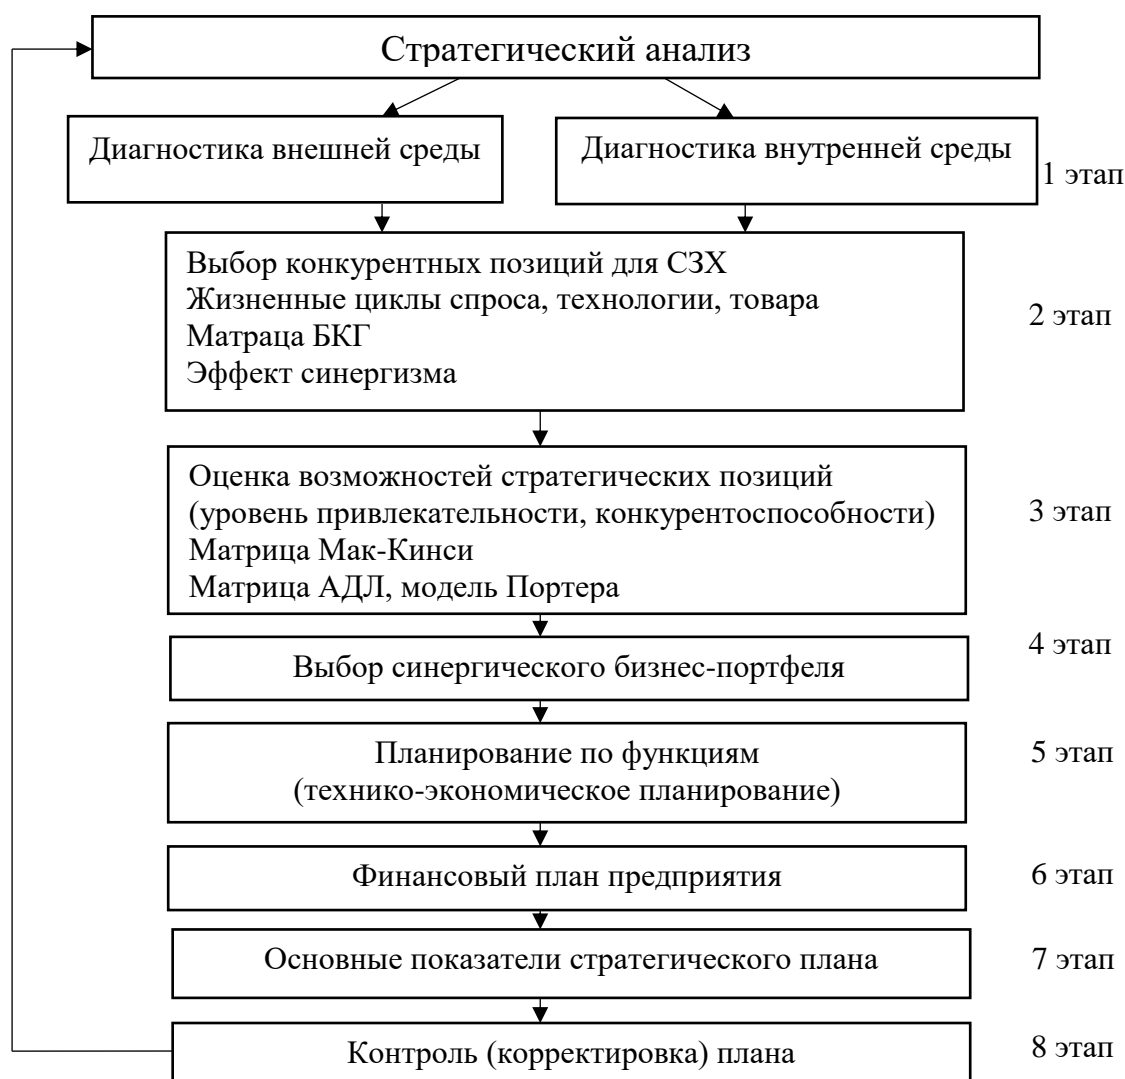 Стратегический анализ
Диагностика внешней среды
Диагностика внутренней среды
1 этап
Выбор конкурентных позиций для СЗХ
Жизненные циклы спроса, технологии, товара
Матраца БКГ
Эффект синергизма
2 этап
Оценка возможностей стратегических позиций
(уровень привлекательности, конкурентоспособности)
Матрица Мак-Кинси
Матрица АДЛ, модель Портера
3 этап
Выбор синергического бизнес-портфеля
4 этап
Планирование по функциям
(технико-экономическое планирование)
5 этап
Финансовый план предприятия
6 этап
Основные показатели стратегического плана
7 этап
Контроль (корректировка) плана
8 этап